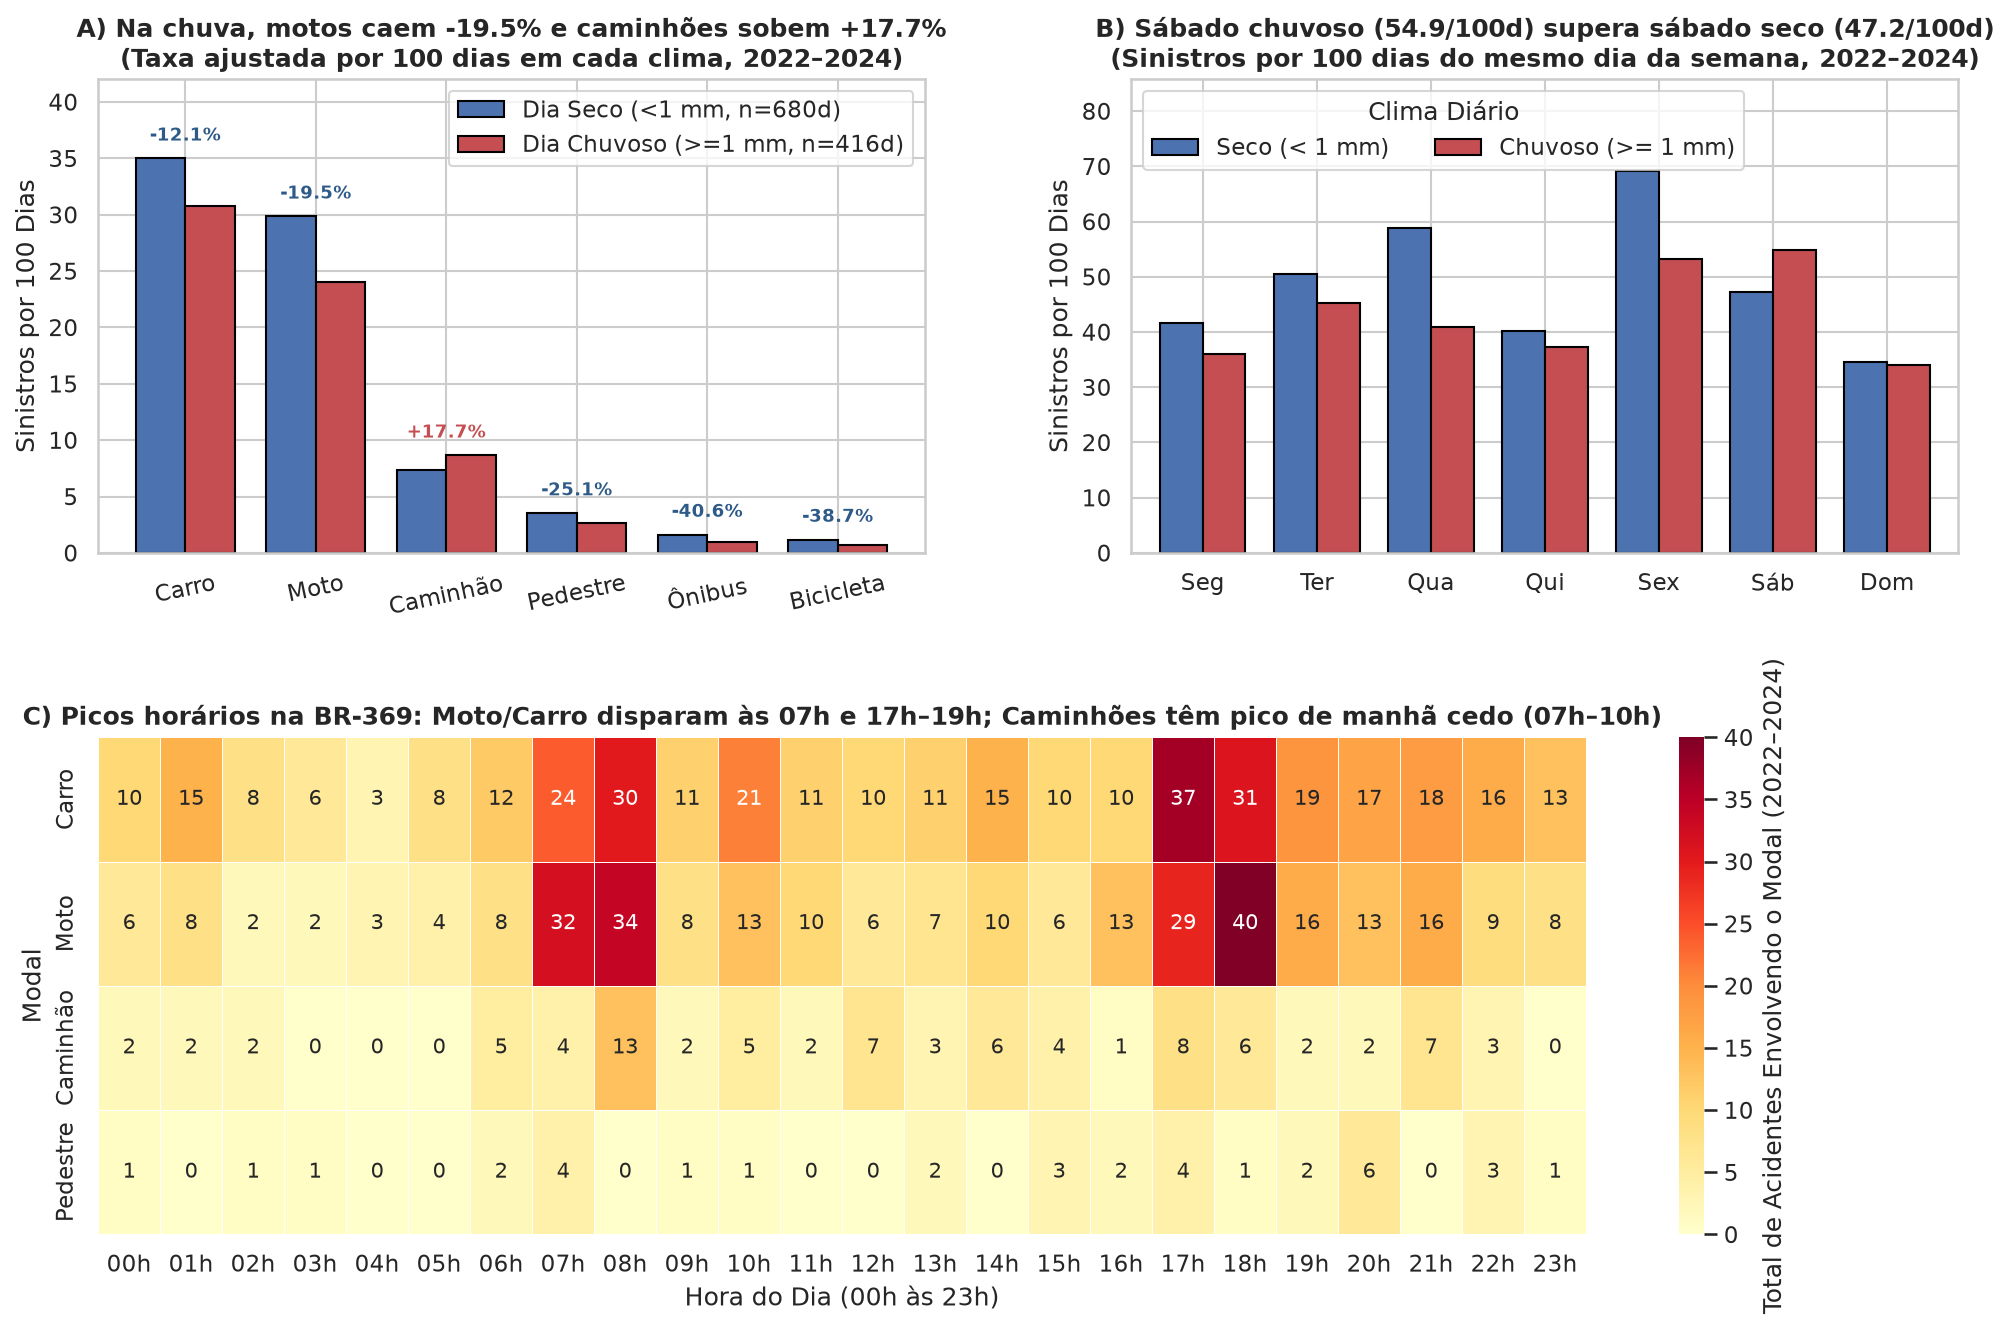 A) Na chuva, motos caem -19.5% e caminhões sobem +17.7%
(Taxa ajustada por 100 dias em cada clima, 2022–2024)
Sinistros por 100 Dias
40
35
30
25
20
15
10
5
0
Dia Seco (<1 mm, n=680d)
Dia Chuvoso (>=1 mm, n=416d)
-12.1%
-19.5%
+17.7%
-25.1%
-40.6%
-38.7%
Carro Moto Caminhão Pedestre Ônibus Bicicleta
B) Sábado chuvoso (54.9/100d) supera sábado seco (47.2/100d)
(Sinistros por 100 dias do mesmo dia da semana, 2022–2024)
Sinistros por 100 Dias
80
70
60
50
40
30
20
10
0
Clima Diário
Seco (< 1 mm) Chuvoso (>= 1 mm)
Seg Ter Qua Qui Sex Sáb Dom
C) Picos horários na BR-369: Moto/Carro disparam às 07h e 17h–19h; Caminhões têm pico de manhã cedo (07h–10h)
Modal
Carro 10 15 8 6 3 8 12 24 30 11 21 11 10 11 15 10 10 37 31 19 17 18 16 13
Moto 6 8 2 2 3 4 8 32 34 8 13 10 6 7 10 6 13 29 40 16 13 16 9 8
Caminhão 2 2 2 0 0 0 5 4 13 2 5 2 7 3 6 4 1 8 6 2 2 7 3 0
Pedestre 1 0 1 1 0 0 2 4 0 1 1 0 0 2 0 3 2 4 1 2 6 0 3 1
00h 01h 02h 03h 04h 05h 06h 07h 08h 09h 10h 11h 12h 13h 14h 15h 16h 17h 18h 19h 20h 21h 22h 23h
Hora do Dia (00h às 23h)
40
35
30
25
20
15
10
5
0
Total de Acidentes Envolvendo o Modal (2022–2024)